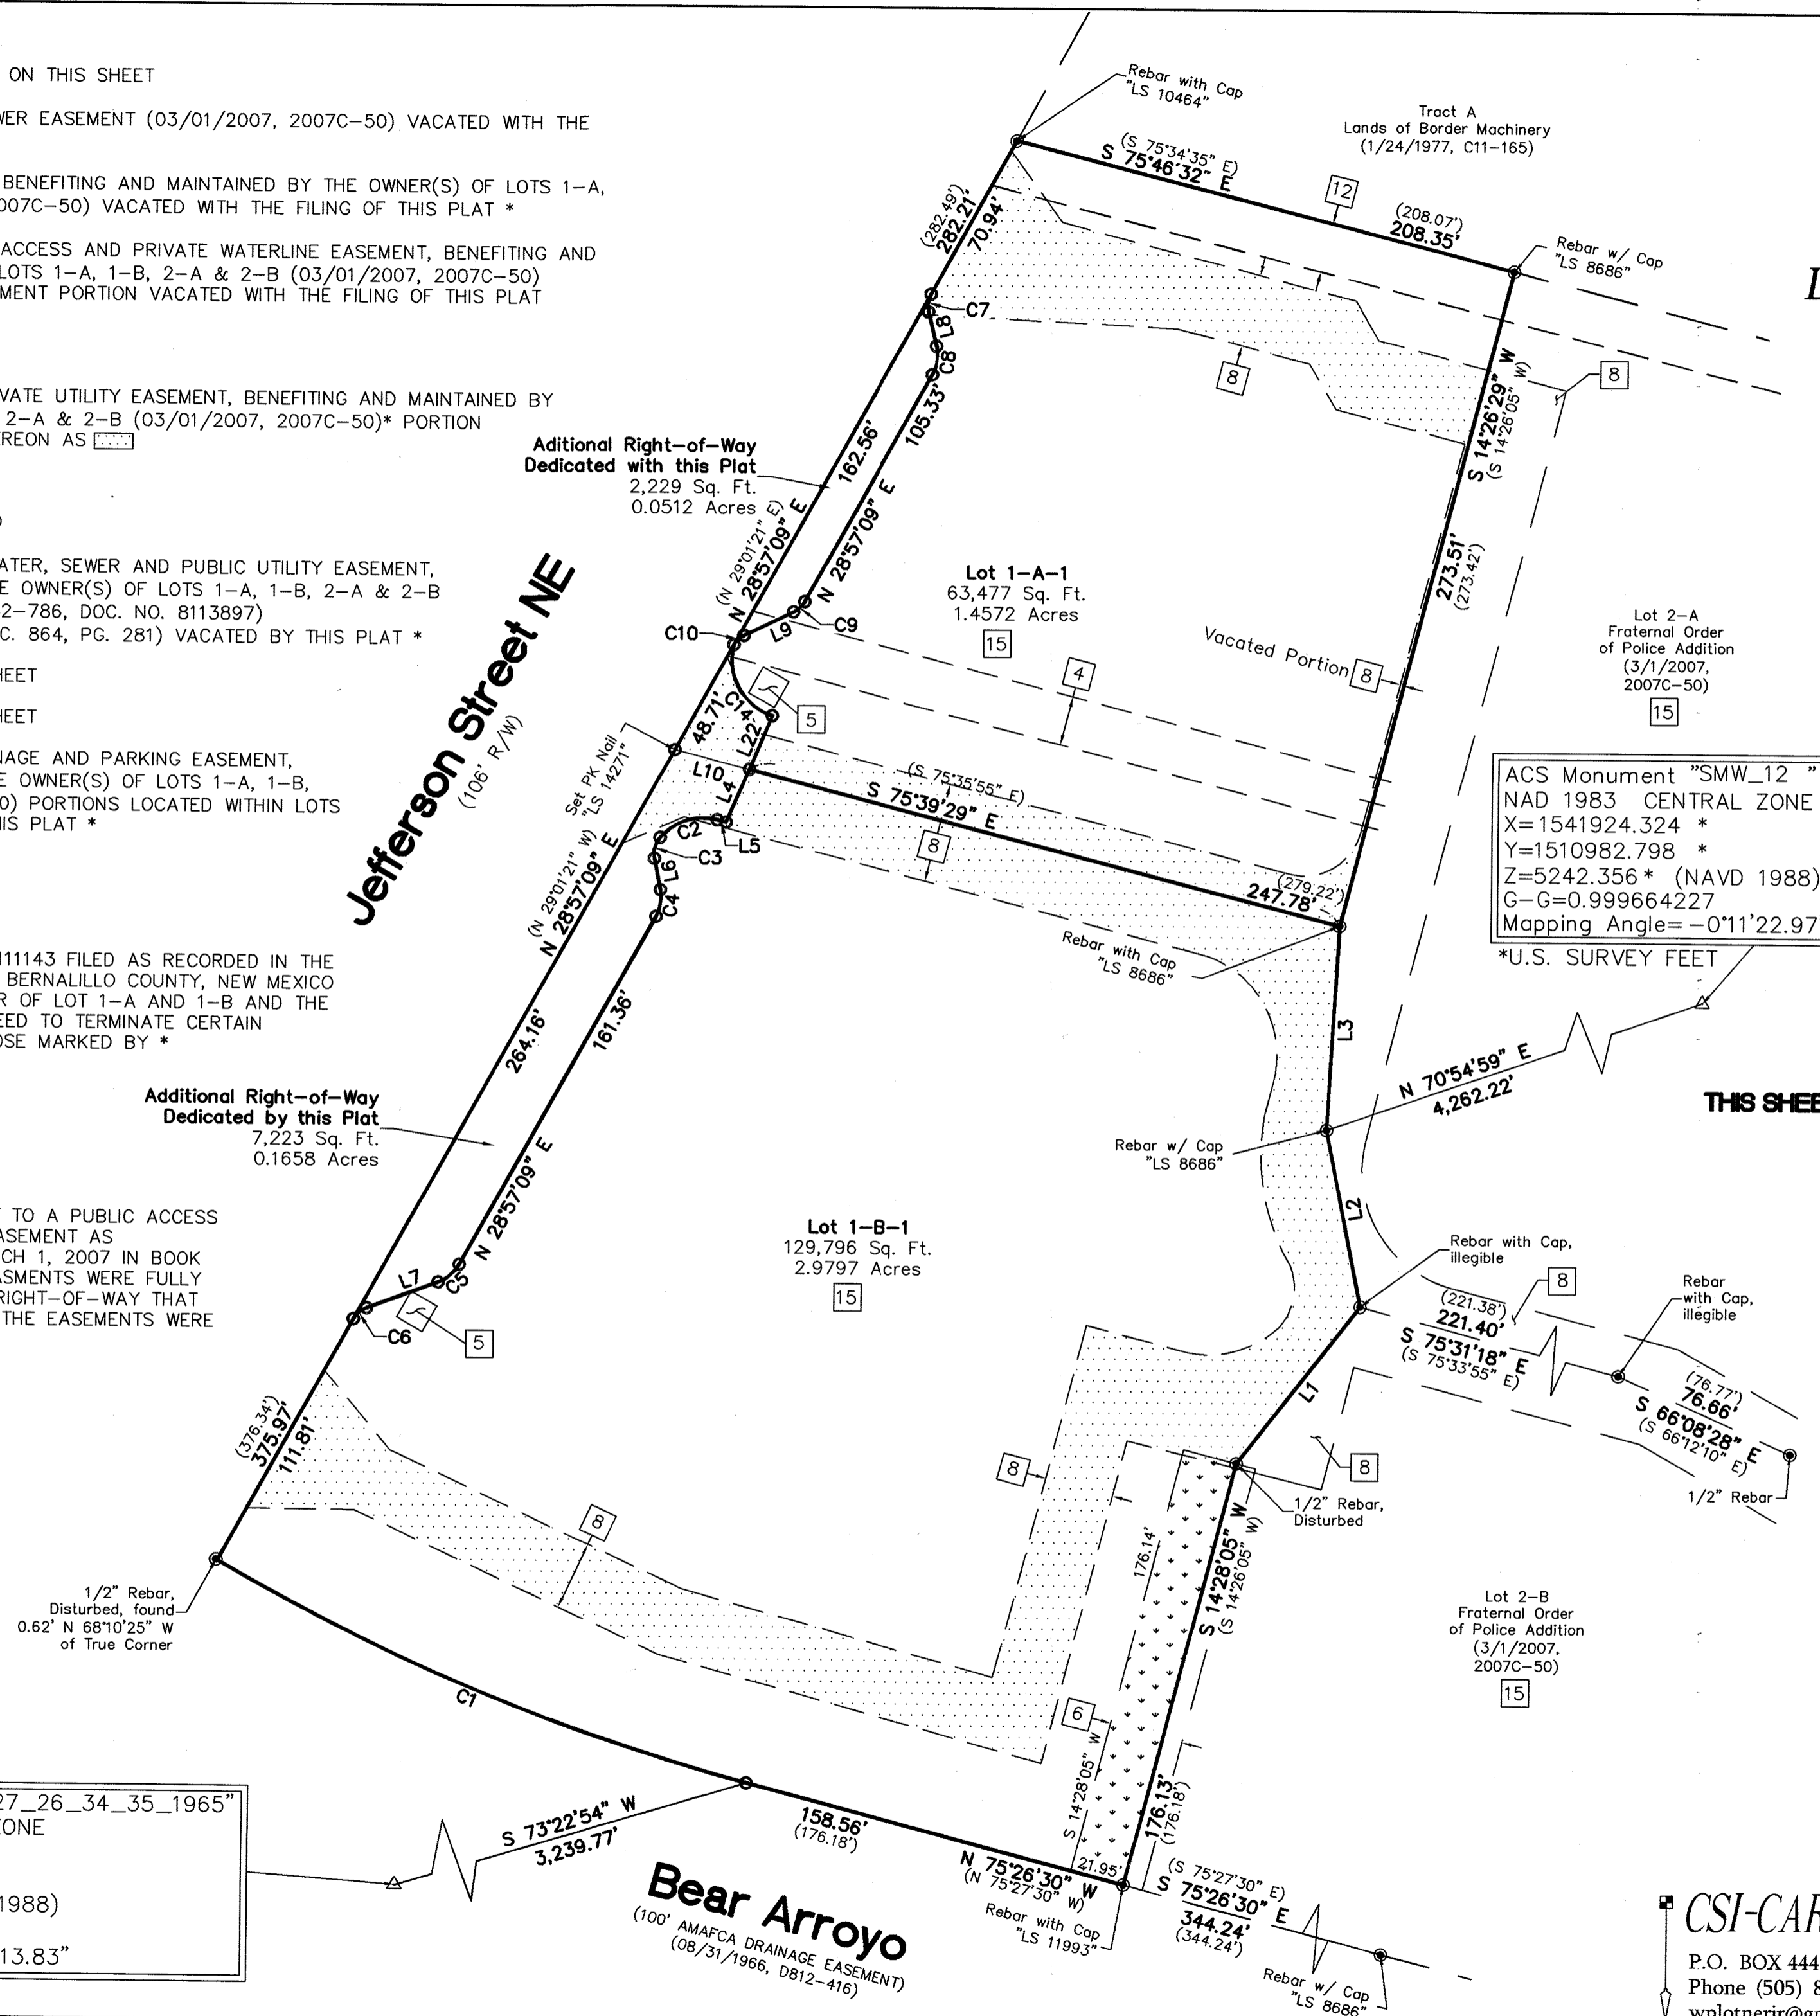 ON THIS SHEET
WER EASEMENT (03/01/2007, 2007C-50) VACATED WITH THE
BENEFITING AND MAINTAINED BY THE OWNER(S) OF LOTS 1-A,
007C-50) VACATED WITH THE FILING OF THIS PLAT *
ACCESS AND PRIVATE WATERLINE EASEMENT, BENEFITING AND
LOTS 1-A, 1-B, 2-A & 2-B (03/01/2007, 2007C-50)
MENT PORTION VACATED WITH THE FILING OF THIS PLAT
VATE UTILITY EASEMENT, BENEFITING AND MAINTAINED BY
2-A & 2-B (03/01/2007, 2007C-50)* PORTION
EREON AS
ATER, SEWER AND PUBLIC UTILITY EASEMENT,
E OWNER(S) OF LOTS 1-A, 1-B, 2-A & 2-B
2-786, DOC. NO. 8113897)
C. 864, PG. 281) VACATED BY THIS PLAT *
HEET
HEET
NAGE AND PARKING EASEMENT,
E OWNER(S) OF LOTS 1-A, 1-B,
0) PORTIONS LOCATED WITHIN LOTS
HIS PLAT *
111143 FILED AS RECORDED IN THE
BERNALILLO COUNTY, NEW MEXICO
R OF LOT 1-A AND 1-B AND THE
EED TO TERMINATE CERTAIN
OSE MARKED BY *
TO A PUBLIC ACCESS
ASEMENT AS
CH 1, 2007 IN BOOK
ASMENTS WERE FULLY
RIGHT-OF-WAY THAT
THE EASEMENTS WERE
Rebar with Cap
"LS 10464"
Tract A
Lands of Border Machinery
(1/24/1977, C11-165)
(S 75°34'35" E)
S 75°46'32" E
12
(208.07')
208.35'
Rebar w/ Cap
"LS 8686"
(282.49')
282.21'
70.94'
C7
L8
C8
8
8
S 14°26'29" W
(S 14°26'05" W)
273.51'
(273.42')
Aditional Right-of-Way
Dedicated with this Plat
2,229 Sq. Ft.
0.0512 Acres
162.56'
105.33'
(N 29°01'21" E)
N 28°57'09" E
N 28°57'09" E
Lot 1-A-1
63,477 Sq. Ft.
1.4572 Acres
15
Lot 2-A
Fraternal Order
of Police Addition
(3/1/2007,
2007C-50)
15
C10
L9
C9
Vacated Portion
8
4
5
C14
L22
48.71'
Jefferson Street NE
(106' R/W)
Set PK Nail
"LS 14271"
L10
L4
(S 75°35'55" E)
S 75°39'29" E
8
(279.22')
247.78'
C2
L5
C3
L6
C4
Rebar with Cap
"LS 8686"
ACS Monument "SMW_12 "
NAD 1983 CENTRAL ZONE
X=1541924.324 *
Y=1510982.798 *
Z=5242.356 * (NAVD 1988)
G-G=0.999664227
Mapping Angle= -0°11'22.97
*U.S. SURVEY FEET
(N 29°01'21" W)
N 28°57'09" E
264.16'
161.36'
N 28°57'09" E
L3
N 70°54'59" E
4,262.22'
THIS SHEE
Additional Right-of-Way
Dedicated by this Plat
7,223 Sq. Ft.
0.1658 Acres
Rebar w/ Cap
"LS 8686"
L2
Lot 1-B-1
129,796 Sq. Ft.
2.9797 Acres
15
Rebar with Cap,
illegible
8
(221.38')
221.40'
S 75°31'18" E
(S 75°33'55" E)
Rebar
with Cap,
illegible
(76.77')
76.66'
S 66°08'28" E
(S 66°12'10" E)
1/2" Rebar
L7
C5
C6
5
L1
8
8
1/2" Rebar,
Disturbed
(376.34')
375.97'
111.81'
8
176.14'
S 14°28'05" W
(S 14°26'05" W)
1/2" Rebar,
Disturbed, found
0.62' N 68°10'25" W
of True Corner
Lot 2-B
Fraternal Order
of Police Addition
(3/1/2007,
2007C-50)
15
C1
6
S 14°28'05" W
176.13'
(176.18')
27_26_34_35_1965"
ONE
1988)
13.83"
S 73°22'54" W
3,239.77'
158.56'
(176.18')
21.95'
N 75°26'30" W
(N 75°27'30" W)
(S 75°27'30" E)
S 75°26'30" E
344.24'
(344.24')
Bear Arroyo
(100' AMAFCA DRAINAGE EASEMENT)
(08/31/1966, D812-416)
Rebar with Cap
"LS 11993"
Rebar w/ Cap
"LS 8686"
CSI-CAR
P.O. BOX 444
Phone (505) 8
wplotnerjr@g